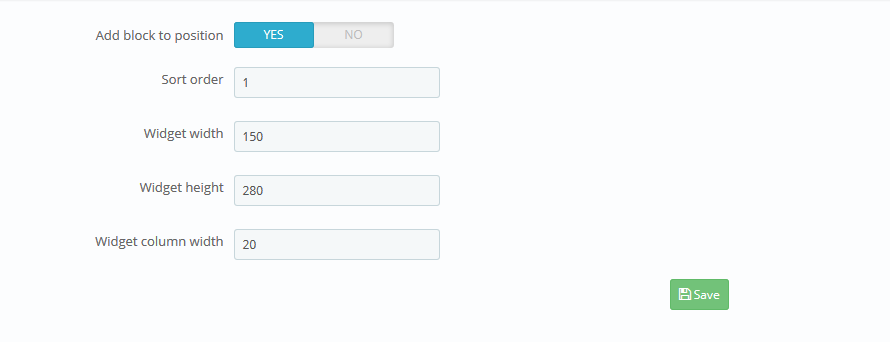 Add block to position YES NO
Sort order 1
Widget width 150
Widget height 280
Widget column width 20
Save